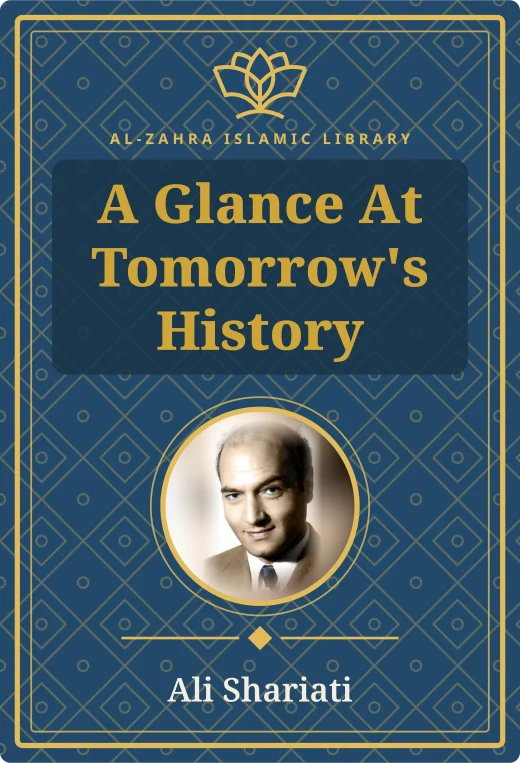 AL-ZAHRA ISLAMIC LIBRARY
A Glance At
Tomorrow's
History
Ali Shariati